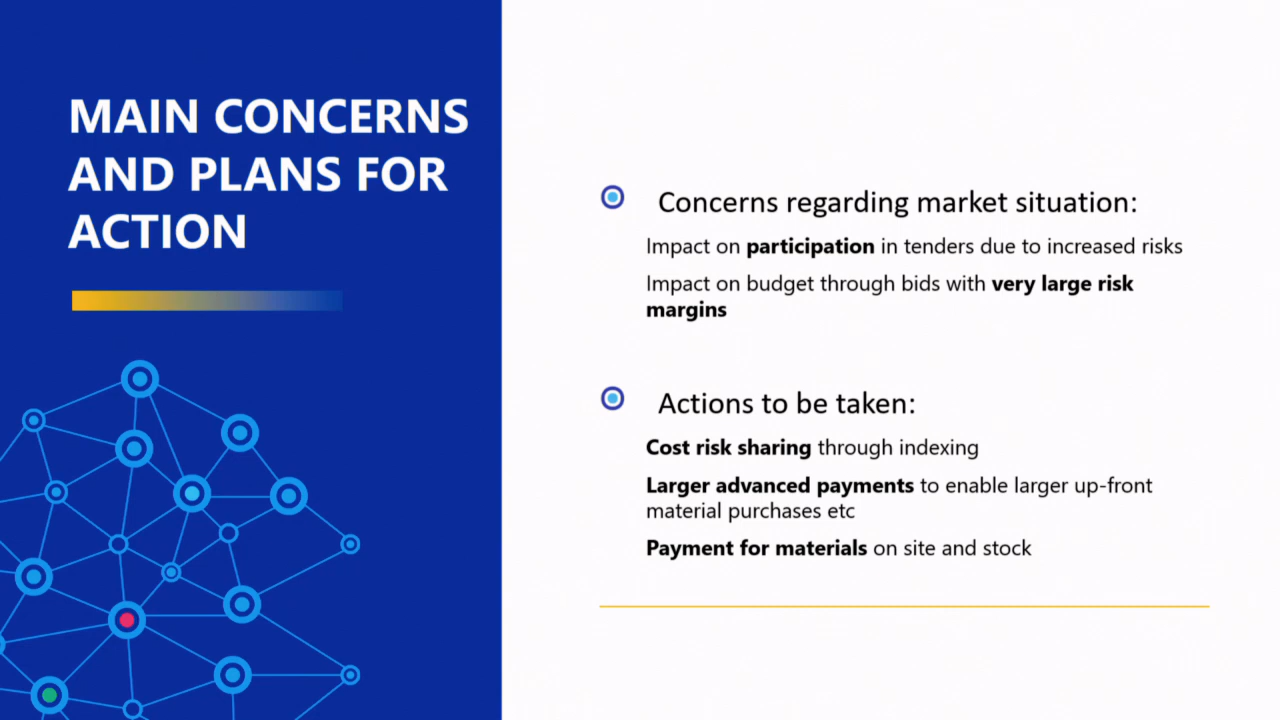 MAIN CONCERNS
AND PLANS FOR
ACTION
Concerns regarding market situation:
Impact on participation in tenders due to increased risks
Impact on budget through bids with very large risk
margins
Actions to be taken:
Cost risk sharing through indexing
Larger advanced payments to enable larger up-front
material purchases etc
Payment for materials on site and stock